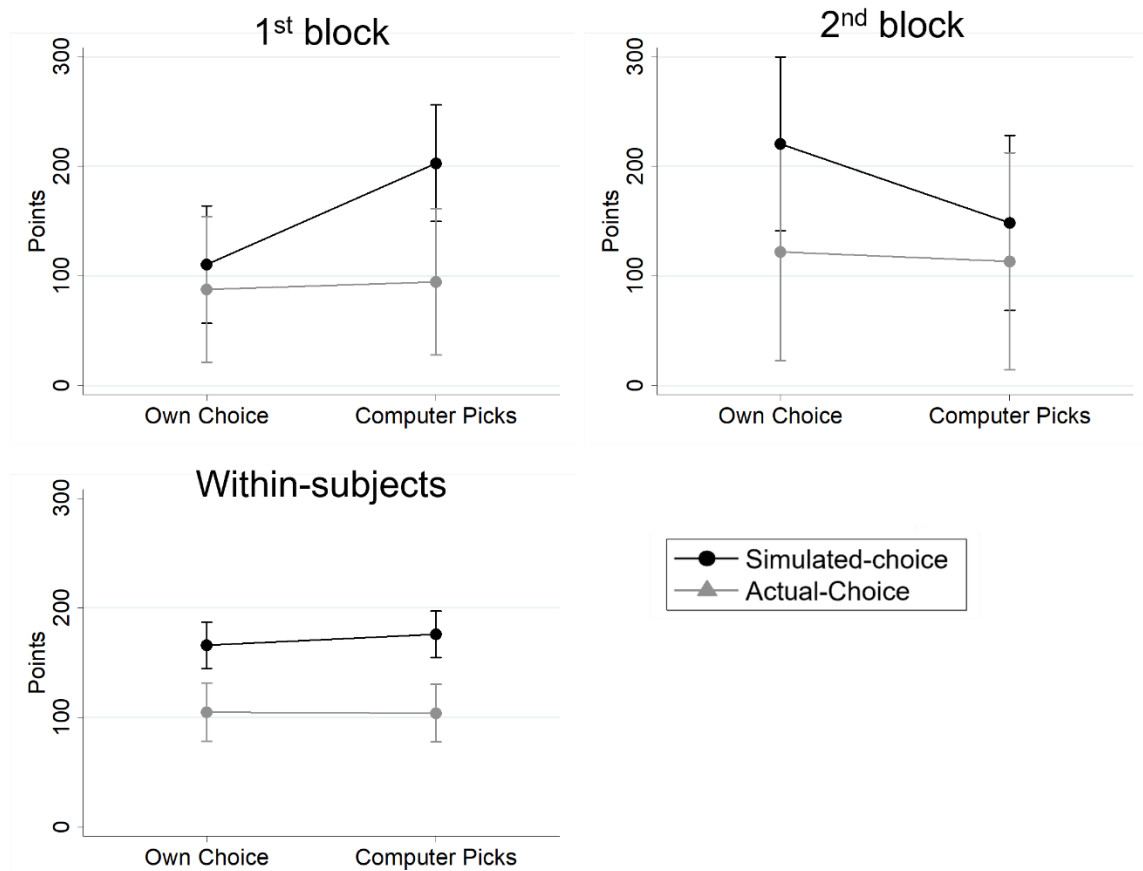 1st block
300
200
100
0
Points
Own Choice Computer Picks
2nd block
300
200
100
0
Points
Own Choice Computer Picks
Within-subjects
300
200
100
0
Points
Own Choice Computer Picks
Simulated-choice
Actual-Choice